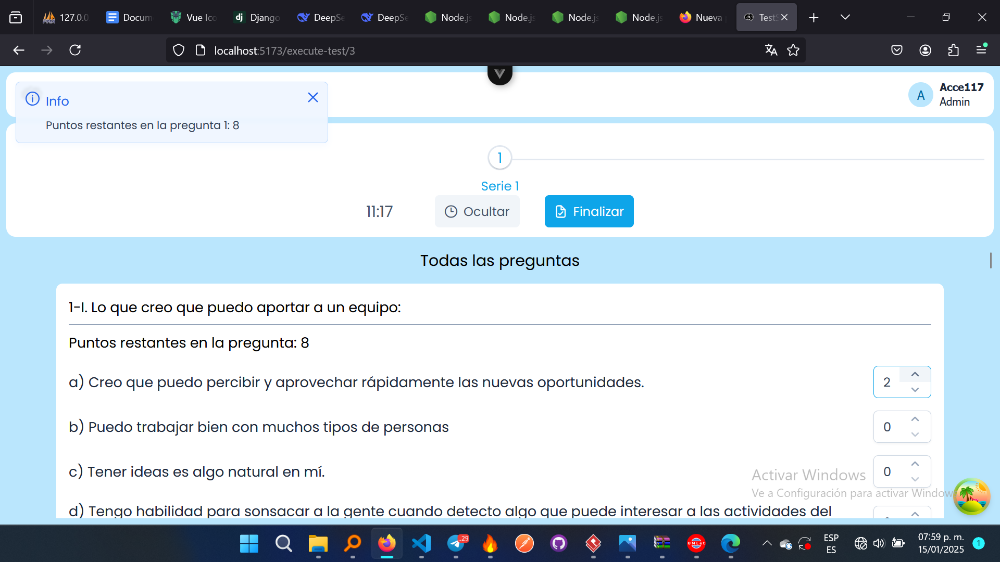 127.0.0.
Docum
Vue Ico
Django
DeepSe
DeepSe
Node.js
Node.js
Node.js
Node.js
Nueva
TestS
localhost:5173/execute-test/3
Info
Puntos restantes en la pregunta 1: 8
A
Acce117
Admin
1
Serie 1
11:17
Ocultar
Finalizar
Todas las preguntas
1-I. Lo que creo que puedo aportar a un equipo:
Puntos restantes en la pregunta: 8
a) Creo que puedo percibir y aprovechar rápidamente las nuevas oportunidades.
2
b) Puedo trabajar bien con muchos tipos de personas
0
c) Tener ideas es algo natural en mí.
0
Activar Windows
Ve a Configuración para activar Window
d) Tengo habilidad para sonsacar a la gente cuando detecto algo que puede interesar a las actividades del
..29
UMLet
ESP
ES
07:59 p. m.
15/01/2025
1